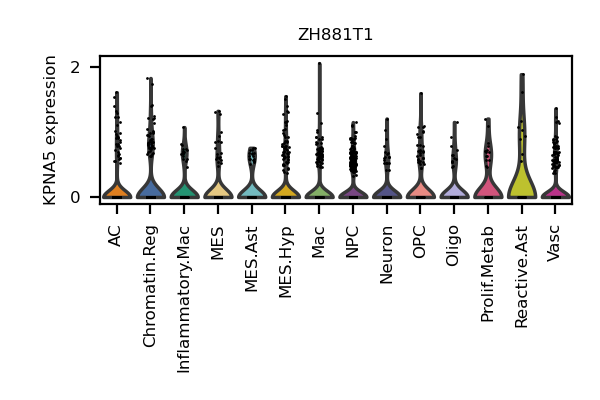 ZH881T1
KPNA5 expression
2
0
AC
Chromatin.Reg
Inflammatory.Mac
MES
MES.Ast
MES.Hyp
Mac
NPC
Neuron
OPC
Oligo
Prolif.Metab
Reactive.Ast
Vasc